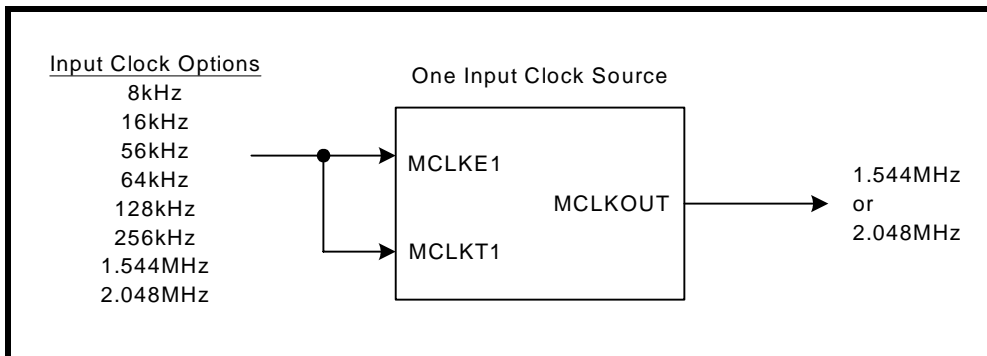 Input Clock Options
8kHz
16kHz
56kHz
64kHz
128kHz
256kHz
1.544MHz
2.048MHz
One Input Clock Source
MCLKE1
MCLKT1
MCLKOUT
1.544MHz
or
2.048MHz